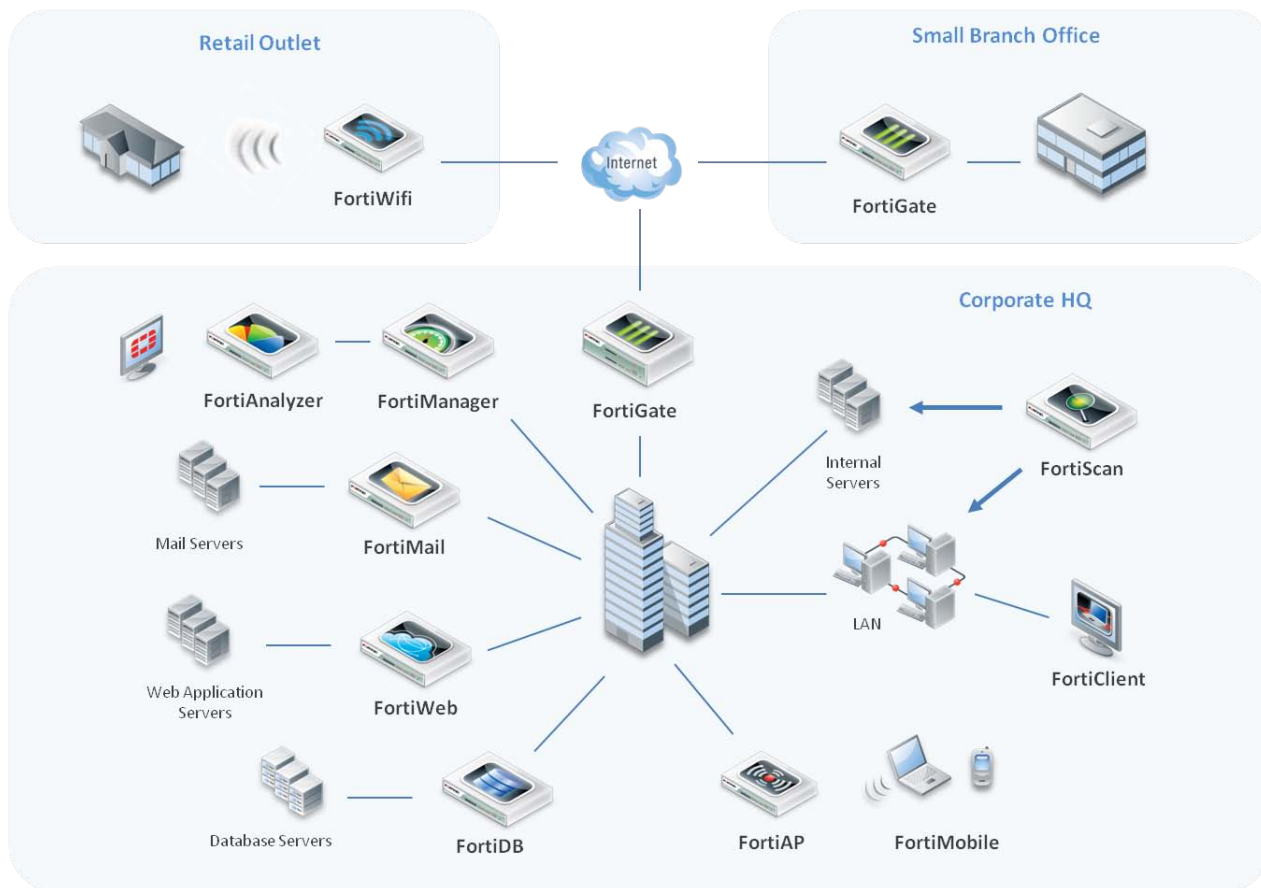 Retail Outlet
Small Branch Office
Internet
FortiWifi
FortiGate
Corporate HQ
FortiAnalyzer
FortiManager
FortiGate
Internal
Servers
FortiScan
Mail Servers
FortiMail
LAN
Web Application
Servers
FortiWeb
FortiClient
Database Servers
FortiDB
FortiAP
FortiMobile